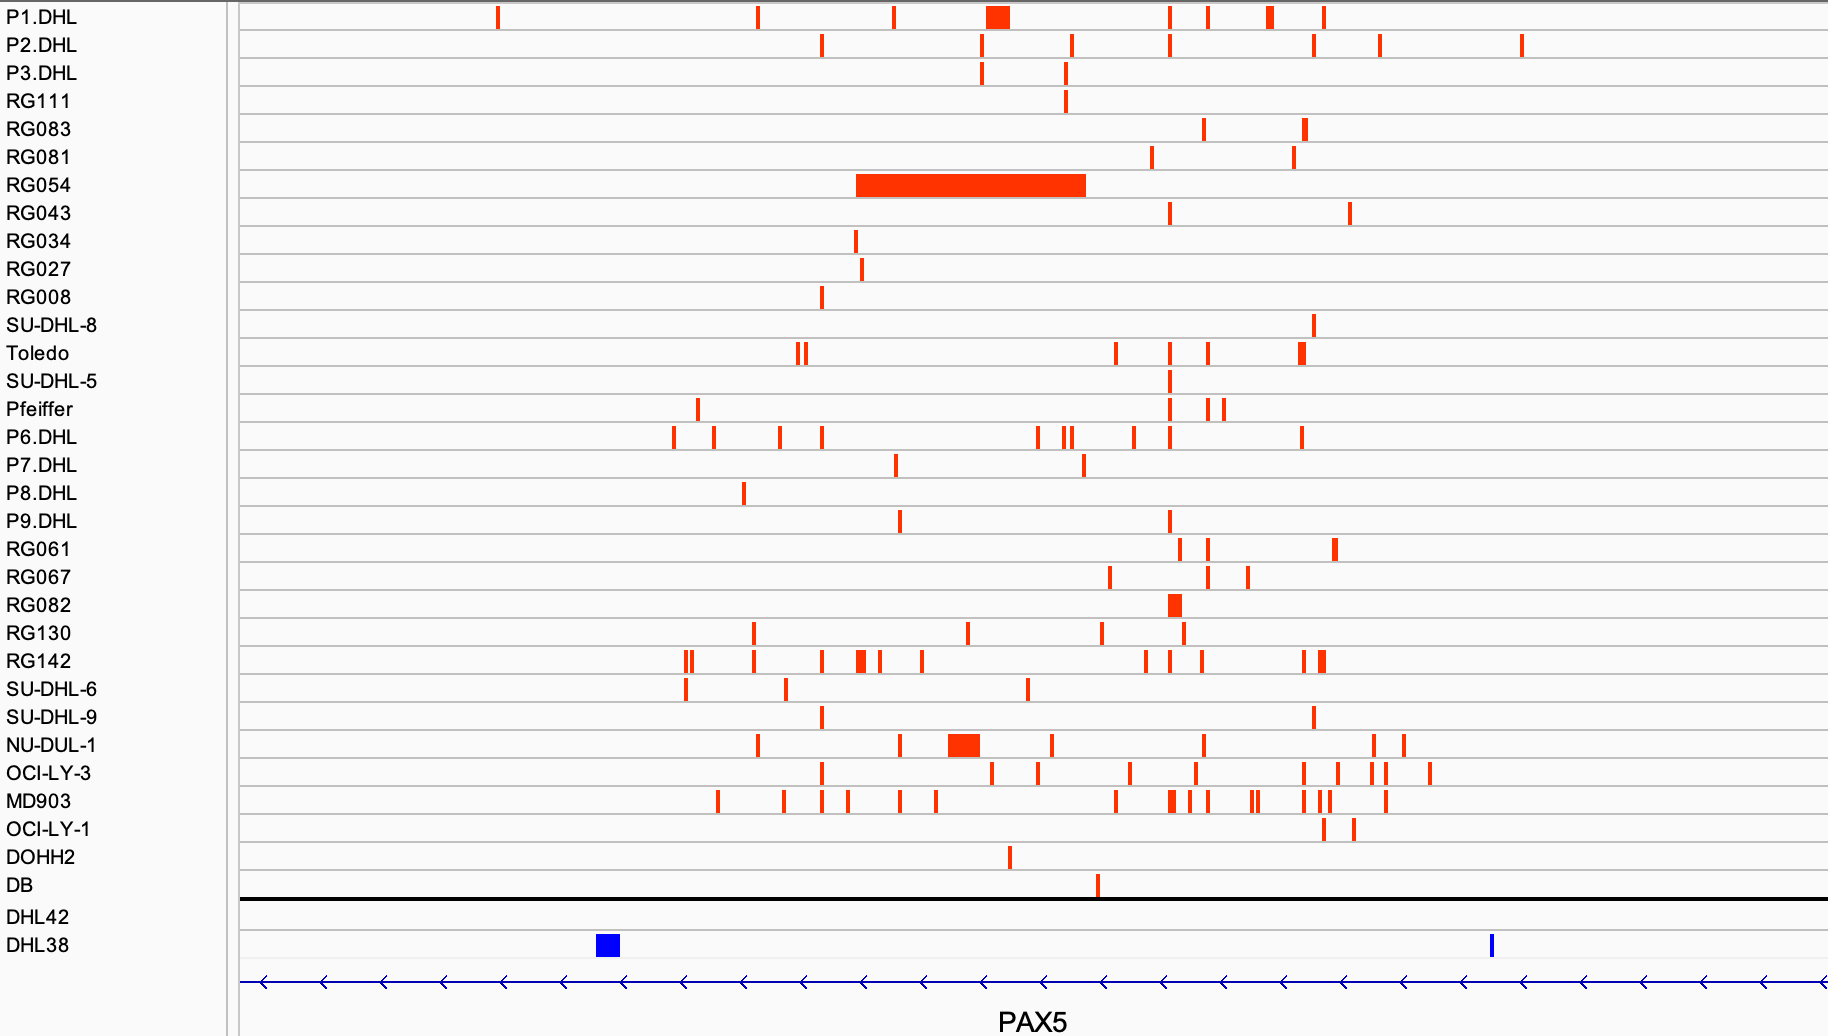 P1.DHL
P2.DHL
P3.DHL
RG111
RG083
RG081
RG054
RG043
RG034
RG027
RG008
SU-DHL-8
Toledo
SU-DHL-5
Pfeiffer
P6.DHL
P7.DHL
P8.DHL
P9.DHL
RG061
RG067
RG082
RG130
RG142
SU-DHL-6
SU-DHL-9
NU-DUL-1
OCI-LY-3
MD903
OCI-LY-1
DOHH2
DB
DHL42
DHL38
PAX5